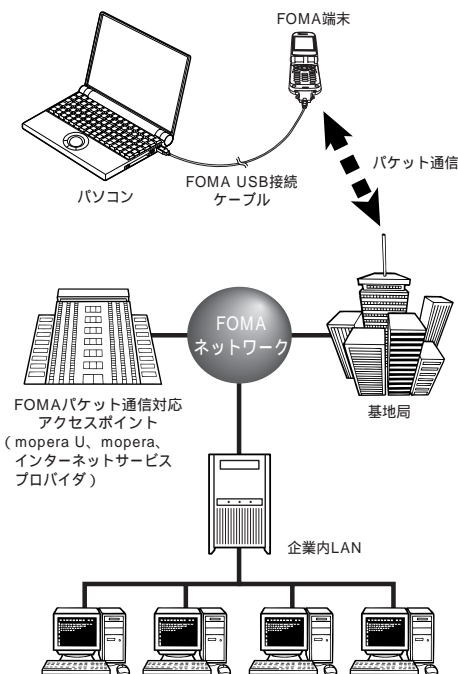 FOMA端末
パケット通信
FOMA USB接続
ケーブル
パソコン
FOMA
ネットワーク
FOMAパケット通信対応
アクセスポイント
（mopera U、mopera、
インターネットサービス
プロバイダ）
基地局
企業内LAN